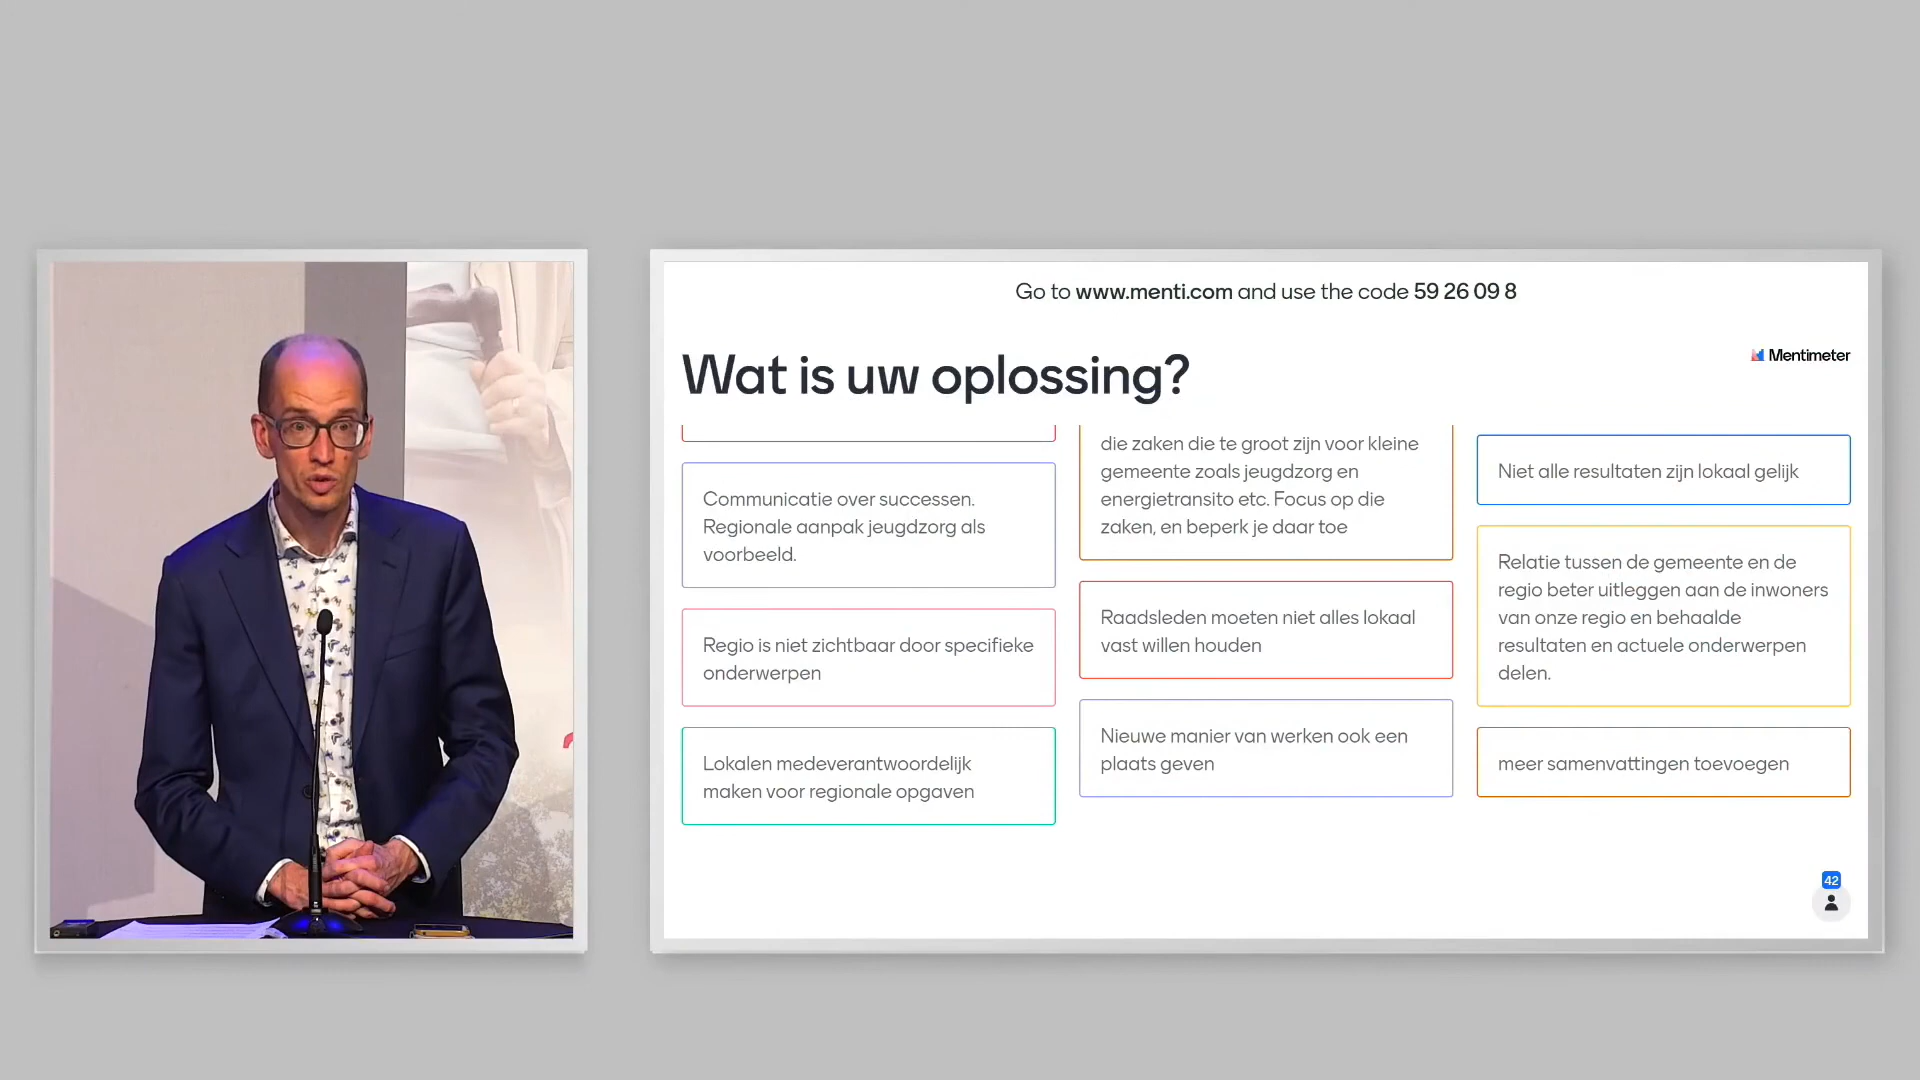 Go to www.menti.com and use the code 59 26 09 8
Wat is uw oplossing?
Mentimeter
Communicatie over successen.
Regionale aanpak jeugdzorg als
voorbeeld.
Regio is niet zichtbaar door specifieke
onderwerpen
Lokalen medeverantwoordelijk
maken voor regionale opgaven
die zaken die te groot zijn voor kleine
gemeente zoals jeugdzorg en
energietransito etc. Focus op die
zaken, en beperk je daar toe
Raadsleden moeten niet alles lokaal
vast willen houden
Nieuwe manier van werken ook een
plaats geven
Niet alle resultaten zijn lokaal gelijk
Relatie tussen de gemeente en de
regio beter uitleggen aan de inwoners
van onze regio en behaalde
resultaten en actuele onderwerpen
delen.
meer samenvattingen toevoegen
42